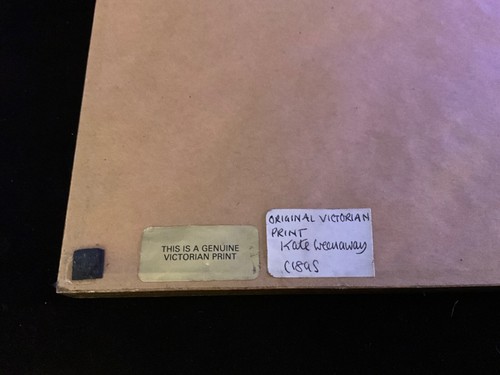 THIS IS A GENUINE
VICTORIAN PRINT
ORIGINAL VICTORIAN
PRINT
Kate Greenaway
C1895